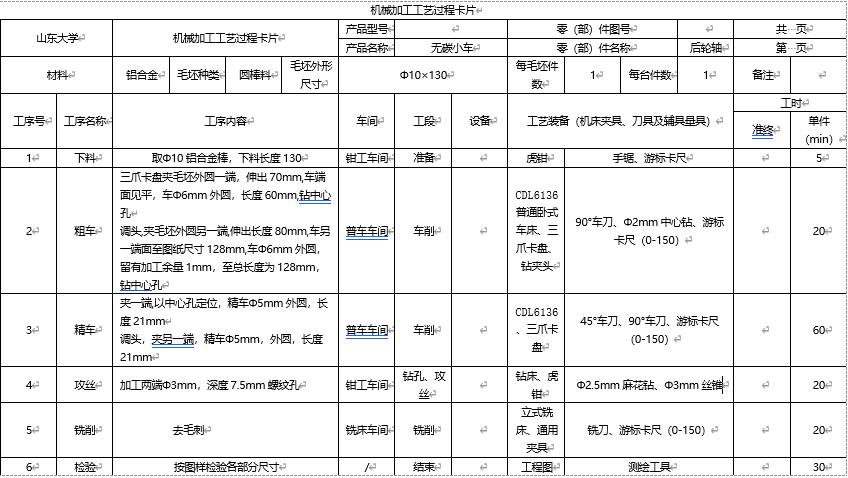 机械加工工艺过程卡片
山东大学 机械加工工艺过程卡片 产品型号 零（部）件图号 共 页
产品名称 无碳小车 零（部）件名称 后轮轴 第 页
材料 铝合金 毛坯种类 圆棒料 毛坯外形尺寸 Φ10×130 每毛坯件数 1 每台件数 1 备注
工序号 工序名称 工序内容 车间 工段 设备 工艺装备（机床夹具、刀具及辅具量具） 工时
准终 单件（min）
1 下料 取Φ10 铝合金棒，下料长度 130 钳工车间 准备 虎钳 手锯、游标卡尺 5
2 粗车
三爪卡盘夹毛坯外圆一端，伸出 70mm,车端
面见平，车Φ6mm 外圆，长度 60mm,钻中心
孔
调头,夹毛坯外圆另一端,伸出长度 80mm,车另
一端面至图纸尺寸 128mm,车Φ6mm 外圆，
留有加工余量 1mm，至总长度为 128mm，
钻中心孔
普车车间 车削
CDL6136
普通卧式
车床、三
爪卡盘、
钻夹头
90°车刀、Φ2mm 中心钻、游标
卡尺（0-150）
20
3 精车
夹一端,以中心孔定位，精车Φ5mm 外圆，长
度 21mm
调头，夹另一端，精车Φ5mm，外圆，长度
21mm
普车车间 车削
CDL6136
、三爪卡
盘
45°车刀、90°车刀、游标卡尺
（0-150）
60
4 攻丝 加工两端Φ3mm，深度 7.5mm 螺纹孔 钳工车间
钻孔、攻
丝
钻床、虎
钳
Φ2.5mm 麻花钻、Φ3mm 丝锥
20
5 铣削 去毛刺 铣床车间 铣削
立式铣
床、通用
夹具
铣刀、游标卡尺（0-150）
20
6 检验 按图样检验各部分尺寸 / 结束 工程图 测绘工具 30